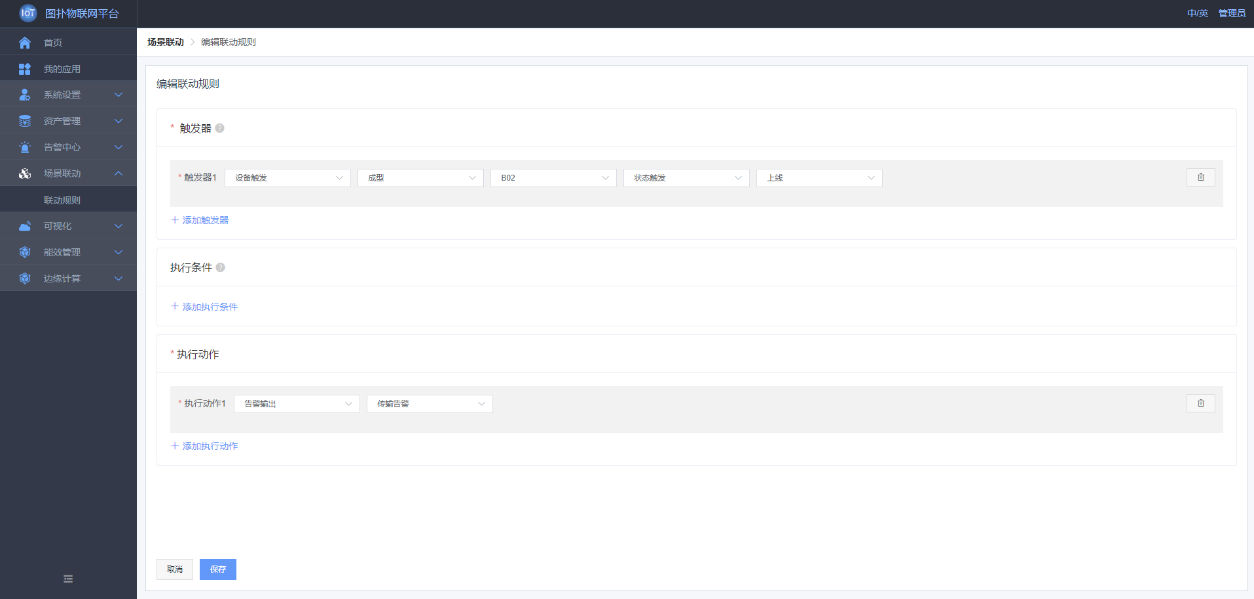 IOT 图扑物联网平台
中/英 管理员
首页
我的应用
系统设置
资产管理
告警中心
场景联动
联动规则
可视化
能效管理
边缘计算
场景联动 > 编辑联动规则
编辑联动规则
* 触发器 ?
* 触发器1 设备触发 成型 B02 状态触发 上线
+ 添加触发器
执行条件 ?
+ 添加执行条件
* 执行动作
* 执行动作1 告警输出 传输告警
+ 添加执行动作
取消 保存